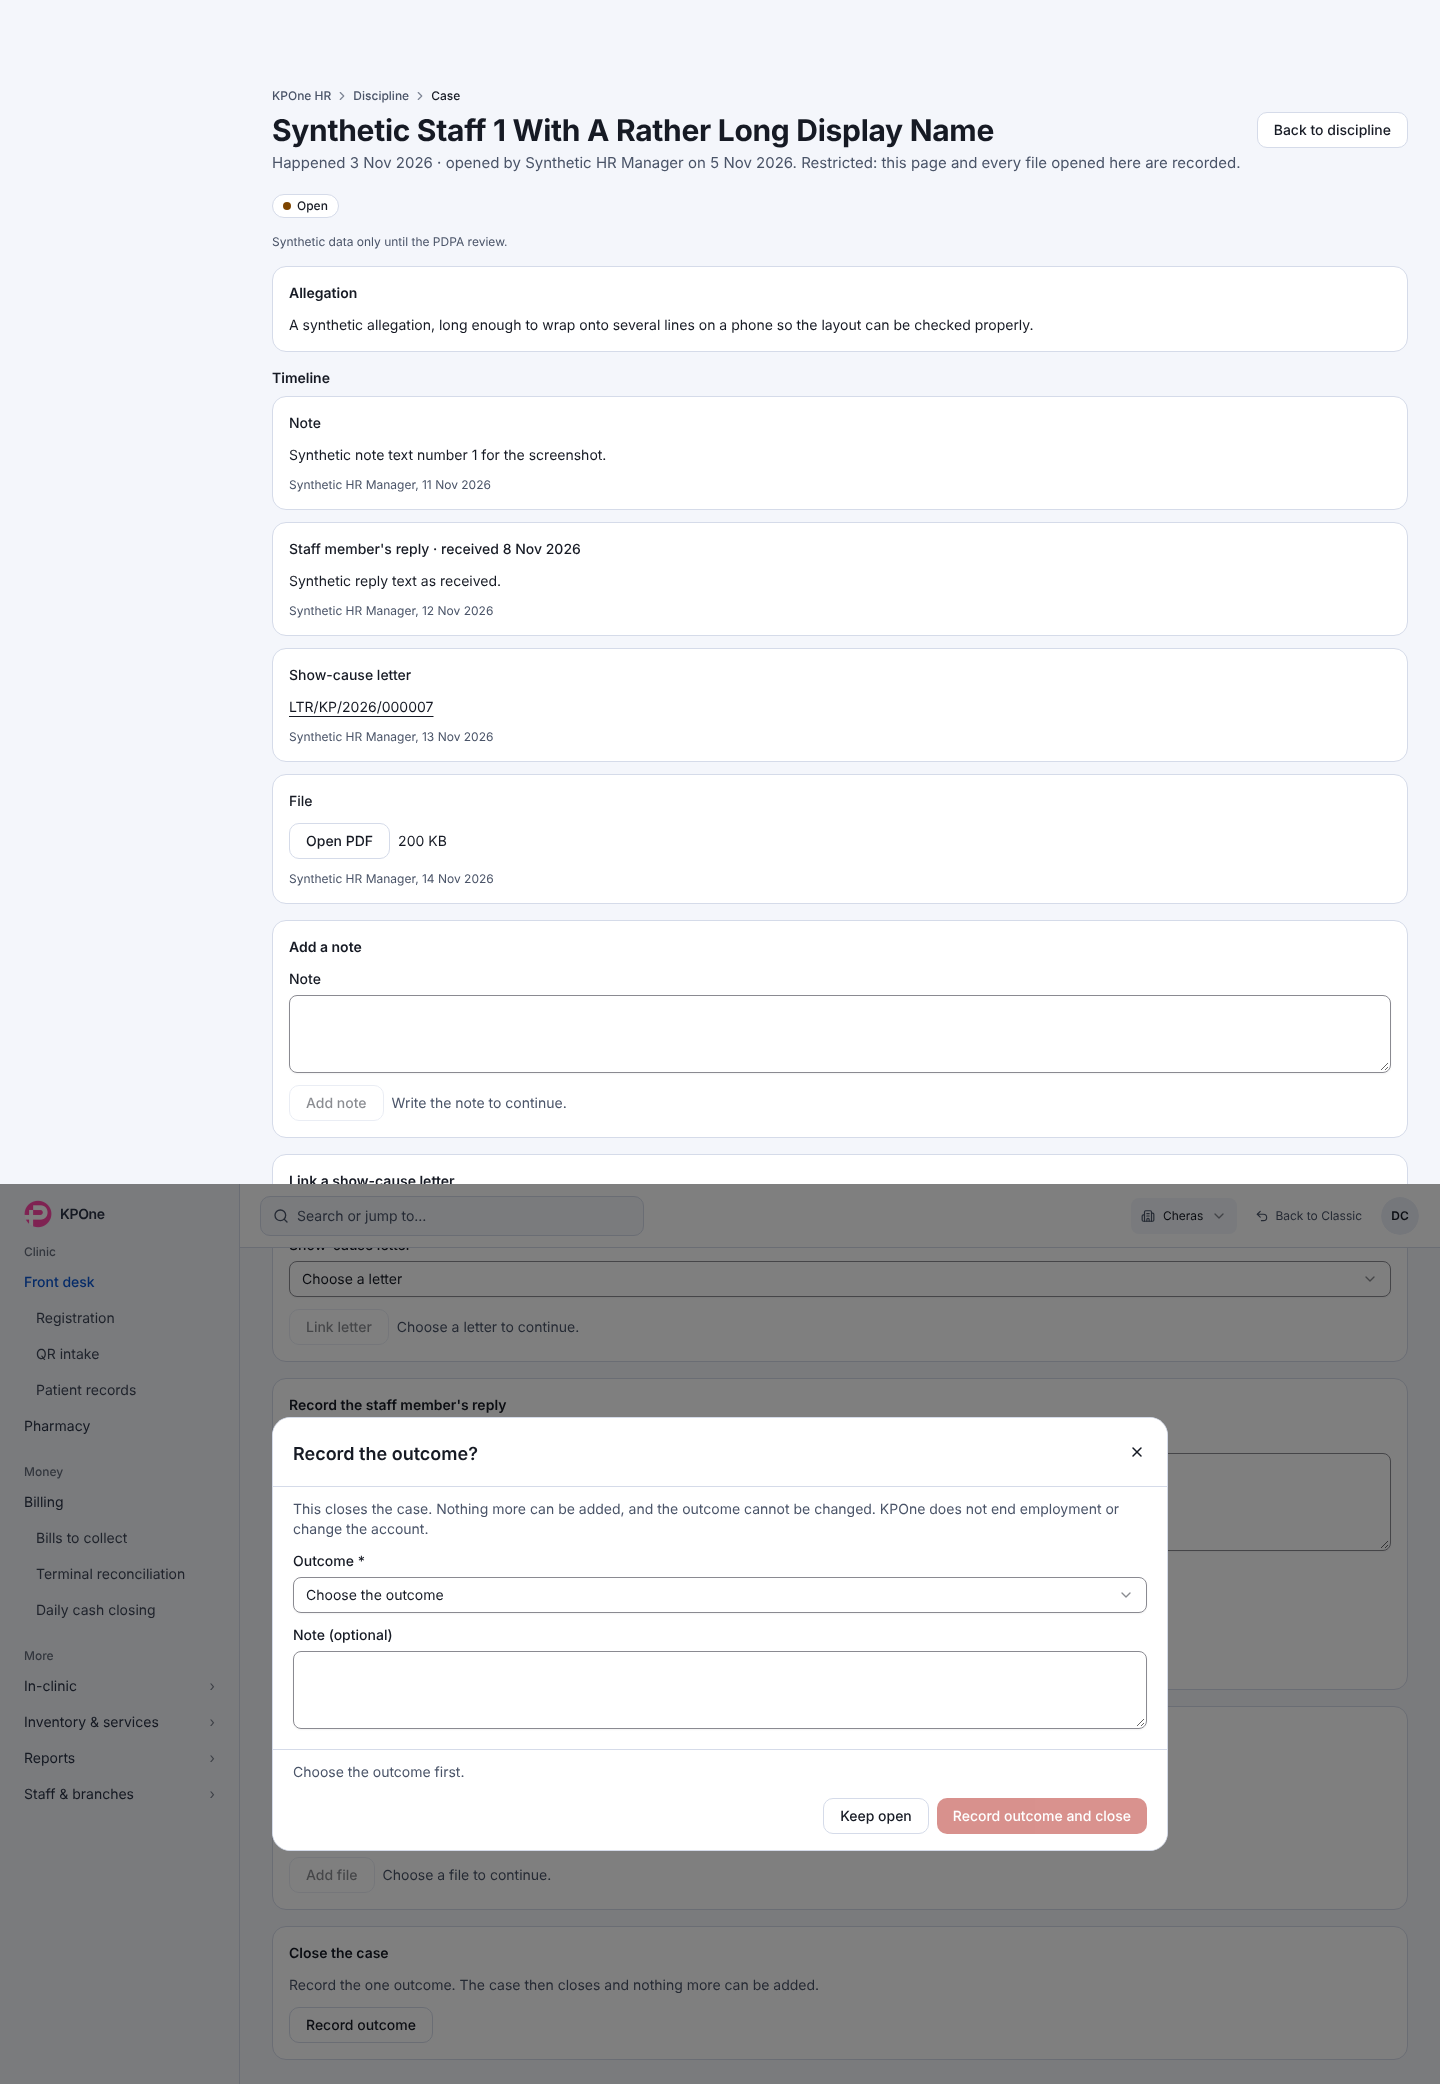 KPOne HR > Discipline > Case
Synthetic Staff 1 With A Rather Long Display Name
Back to discipline
Happened 3 Nov 2026 · opened by Synthetic HR Manager on 5 Nov 2026. Restricted: this page and every file opened here are recorded.
Open
Synthetic data only until the PDPA review.
Allegation
A synthetic allegation, long enough to wrap onto several lines on a phone so the layout can be checked properly.
Timeline
Note
Synthetic note text number 1 for the screenshot.
Synthetic HR Manager, 11 Nov 2026
Staff member's reply · received 8 Nov 2026
Synthetic reply text as received.
Synthetic HR Manager, 12 Nov 2026
Show-cause letter
LTR/KP/2026/000007
Synthetic HR Manager, 13 Nov 2026
File
Open PDF 200 KB
Synthetic HR Manager, 14 Nov 2026
Add a note
Note
Add note Write the note to continue.
Link a show-cause letter
KPOne
Search or jump to...
Cheras
Back to Classic
DC
Clinic
Front desk
Registration
QR intake
Patient records
Pharmacy
Money
Billing
Bills to collect
Terminal reconciliation
Daily cash closing
More
In-clinic
Inventory & services
Reports
Staff & branches
Show-cause letter
Choose a letter
Link letter Choose a letter to continue.
Record the staff member's reply
Record the outcome?
This closes the case. Nothing more can be added, and the outcome cannot be changed. KPOne does not end employment or
change the account.
Outcome *
Choose the outcome
Note (optional)
Choose the outcome first.
Keep open
Record outcome and close
Add file Choose a file to continue.
Close the case
Record the one outcome. The case then closes and nothing more can be added.
Record outcome